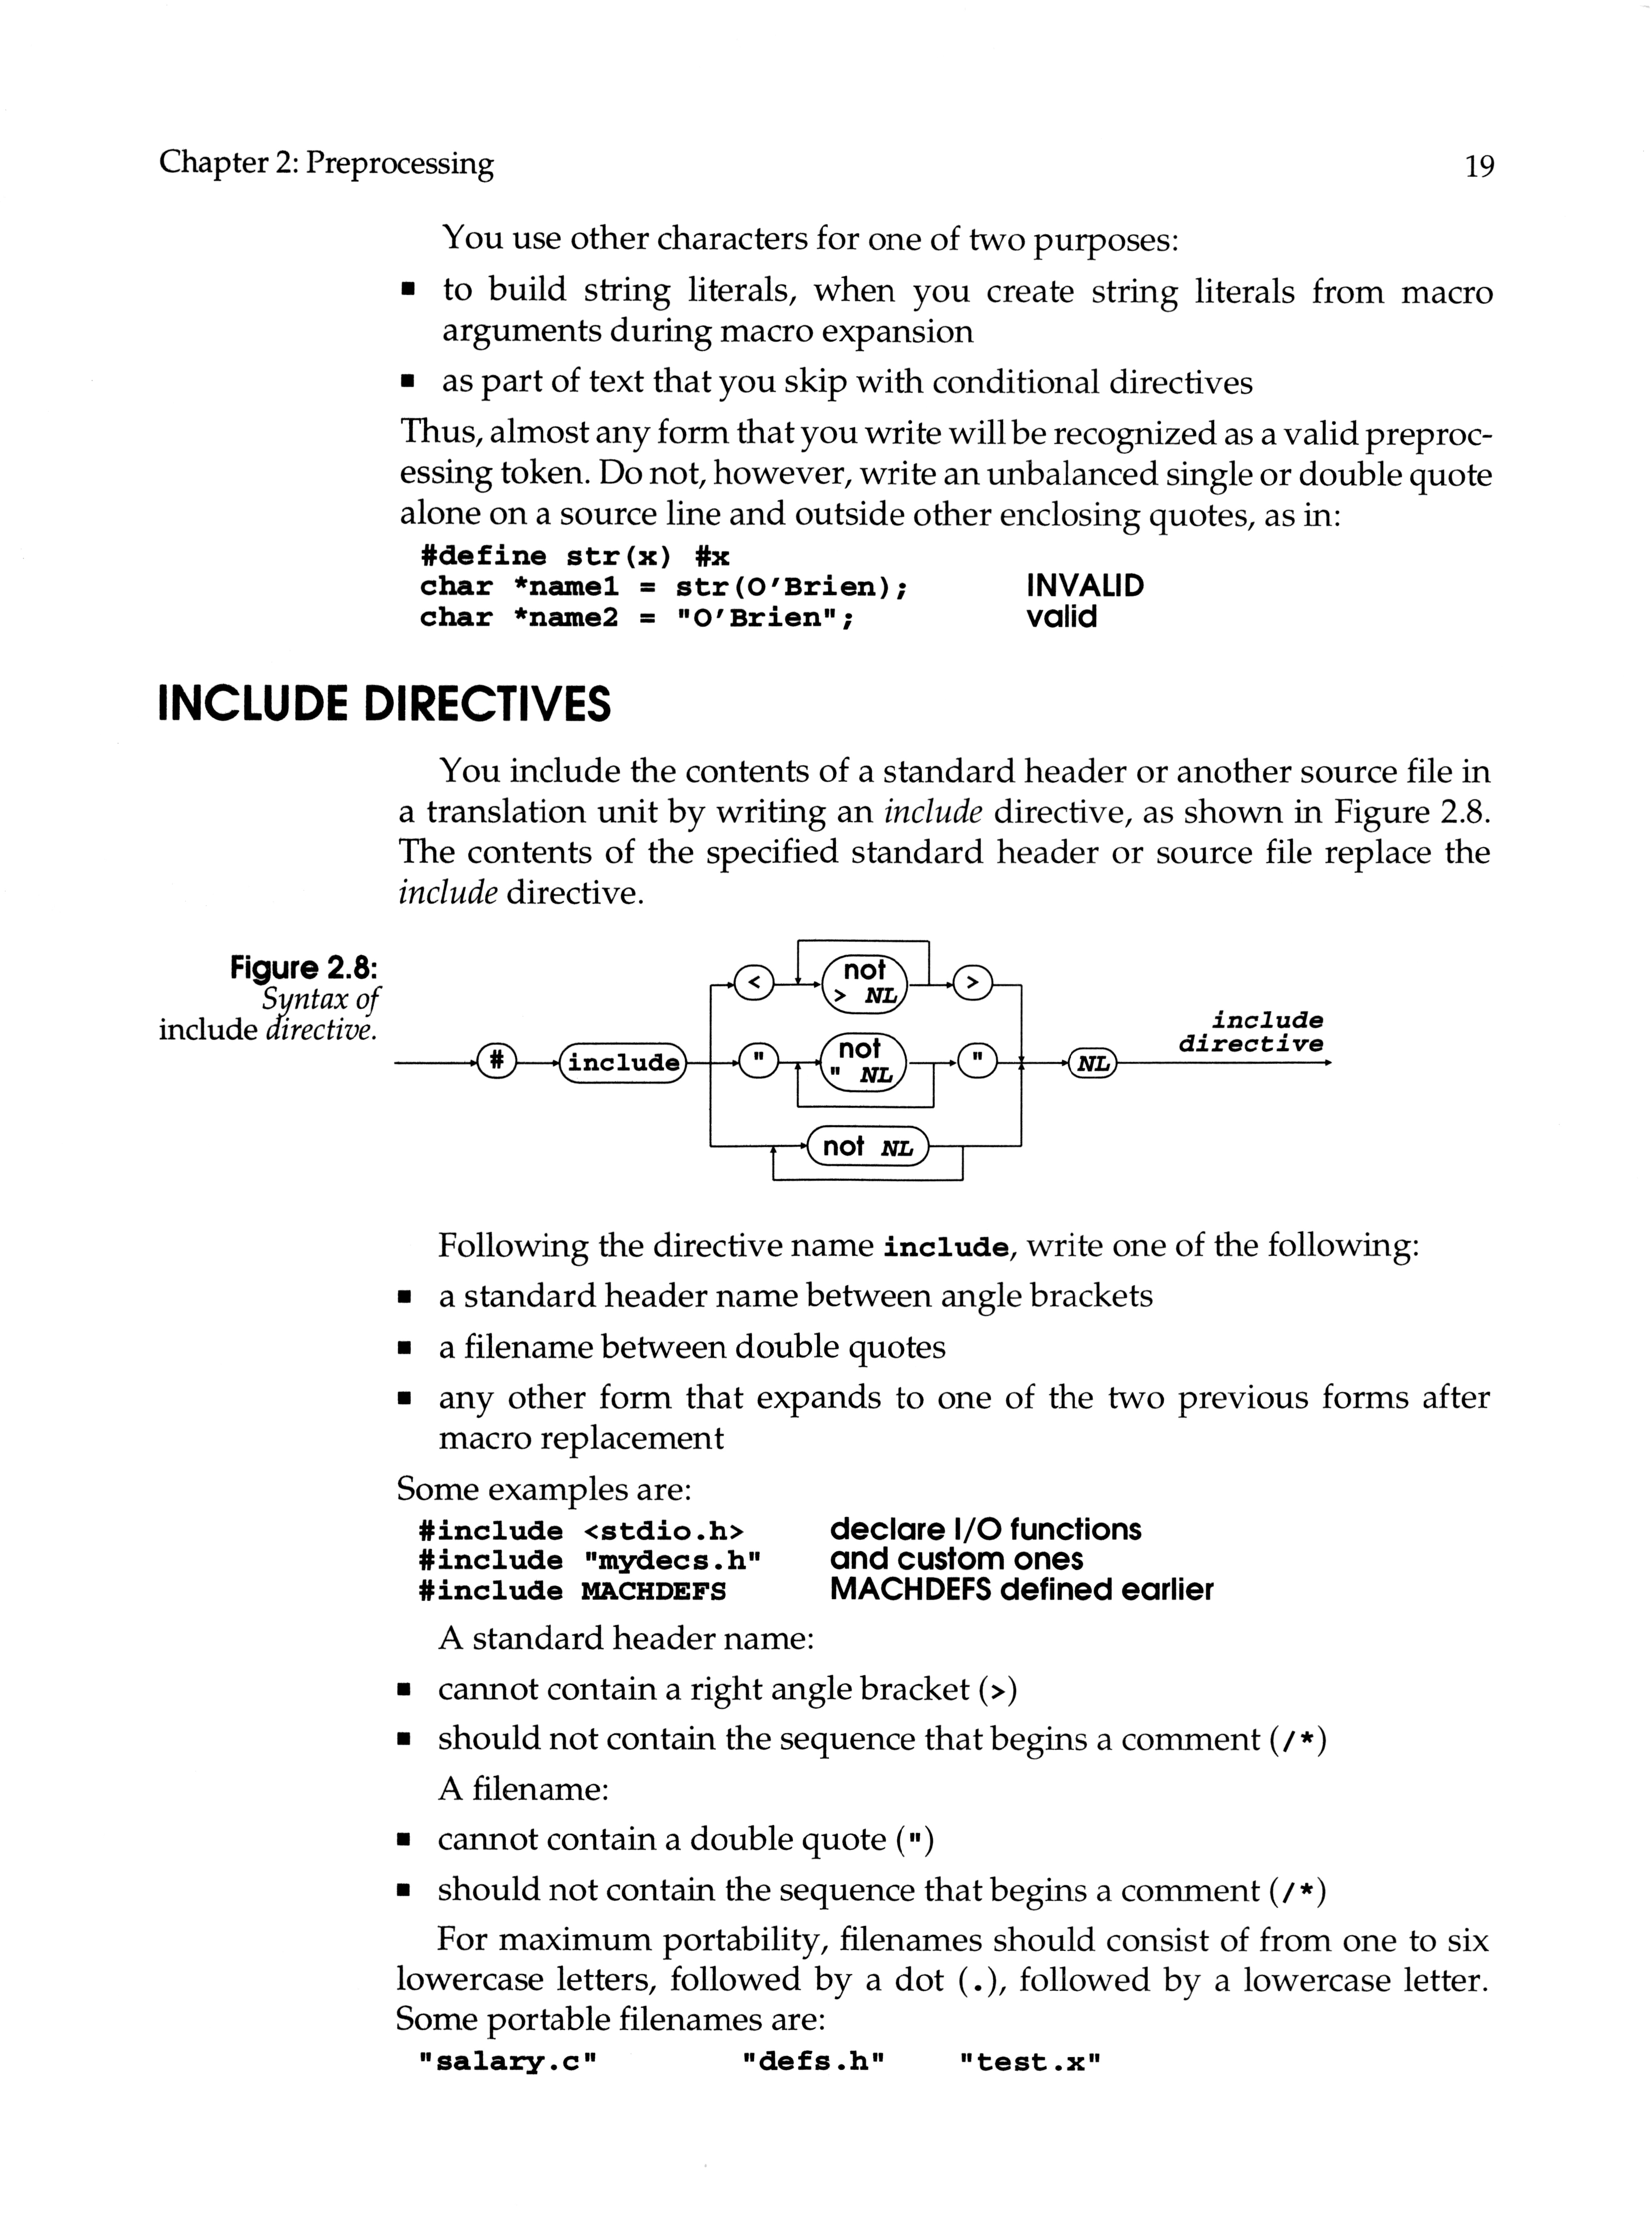 Chapter 2: Preprocessing 19
You use other characters for one of two purposes:
▪ to build string literals, when you create string literals from macro
arguments during macro expansion
▪ as part of text that you skip with conditional directives
Thus, almost any form that you write will be recognized as a valid preproc-
essing token. Do not, however, write an unbalanced single or double quote
alone on a source line and outside other enclosing quotes, as in:
#define str(x) #x
char *name1 = str(O'Brien); INVALID
char *name2 = "O'Brien"; valid
INCLUDE DIRECTIVES
You include the contents of a standard header or another source file in
a translation unit by writing an include directive, as shown in Figure 2.8.
The contents of the specified standard header or source file replace the
include directive.
Figure 2.8:
Syntax of
include directive.
< not > NL >
# include " not " NL " NL
not NL
include
directive
Following the directive name include, write one of the following:
▪ a standard header name between angle brackets
▪ a filename between double quotes
▪ any other form that expands to one of the two previous forms after
macro replacement
Some examples are:
#include <stdio.h> declare I/O functions
#include "mydecs.h" and custom ones
#include MACHDEFS MACHDEFS defined earlier
A standard header name:
▪ cannot contain a right angle bracket (>)
▪ should not contain the sequence that begins a comment (/*)
A filename:
▪ cannot contain a double quote (")
▪ should not contain the sequence that begins a comment (/*)
For maximum portability, filenames should consist of from one to six
lowercase letters, followed by a dot (.), followed by a lowercase letter.
Some portable filenames are:
"salary.c" "defs.h" "test.x"